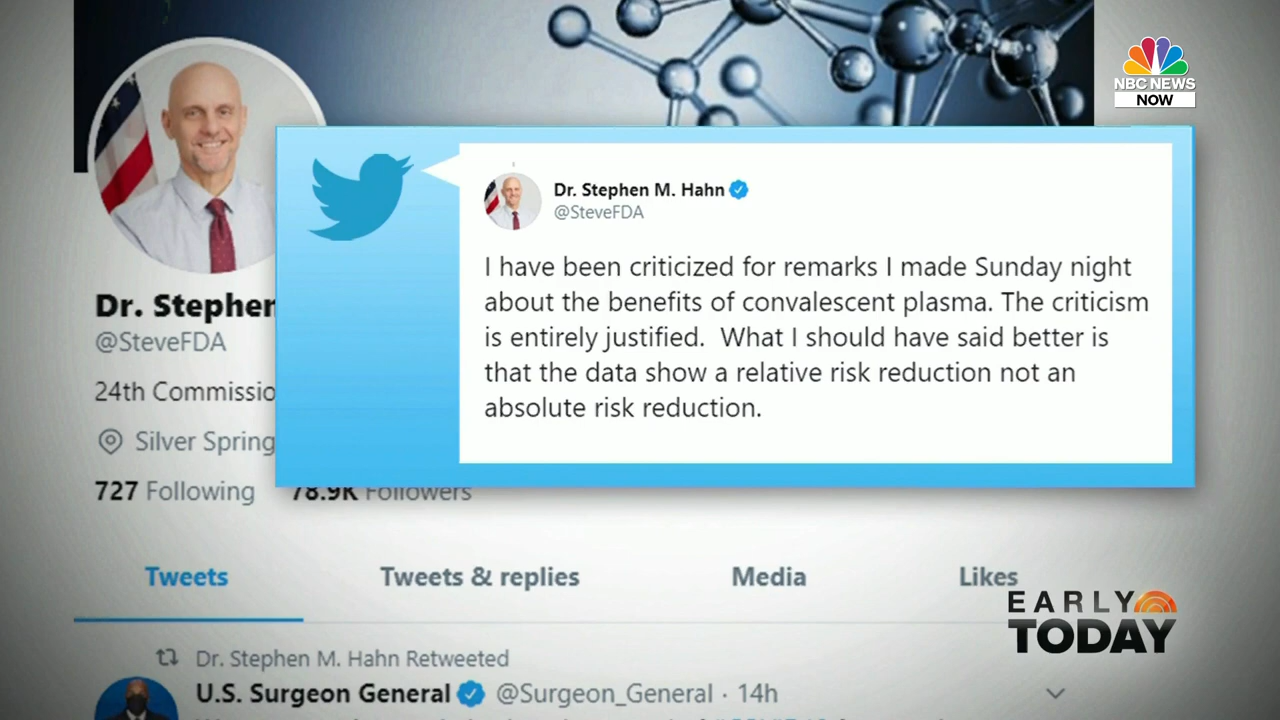 NBC NEWS
NOW
Dr. Stephen M. Hahn
@SteveFDA
I have been criticized for remarks I made Sunday night
about the benefits of convalescent plasma. The criticism
is entirely justified.  What I should have said better is
that the data show a relative risk reduction not an
absolute risk reduction.
Dr. Stephen
@SteveFDA
24th Commissio
Silver Spring
727 Following 78.9K Followers
Tweets Tweets & replies Media Likes
EARLY
TODAY
Dr. Stephen M. Hahn Retweeted
U.S. Surgeon General @Surgeon_General · 14h